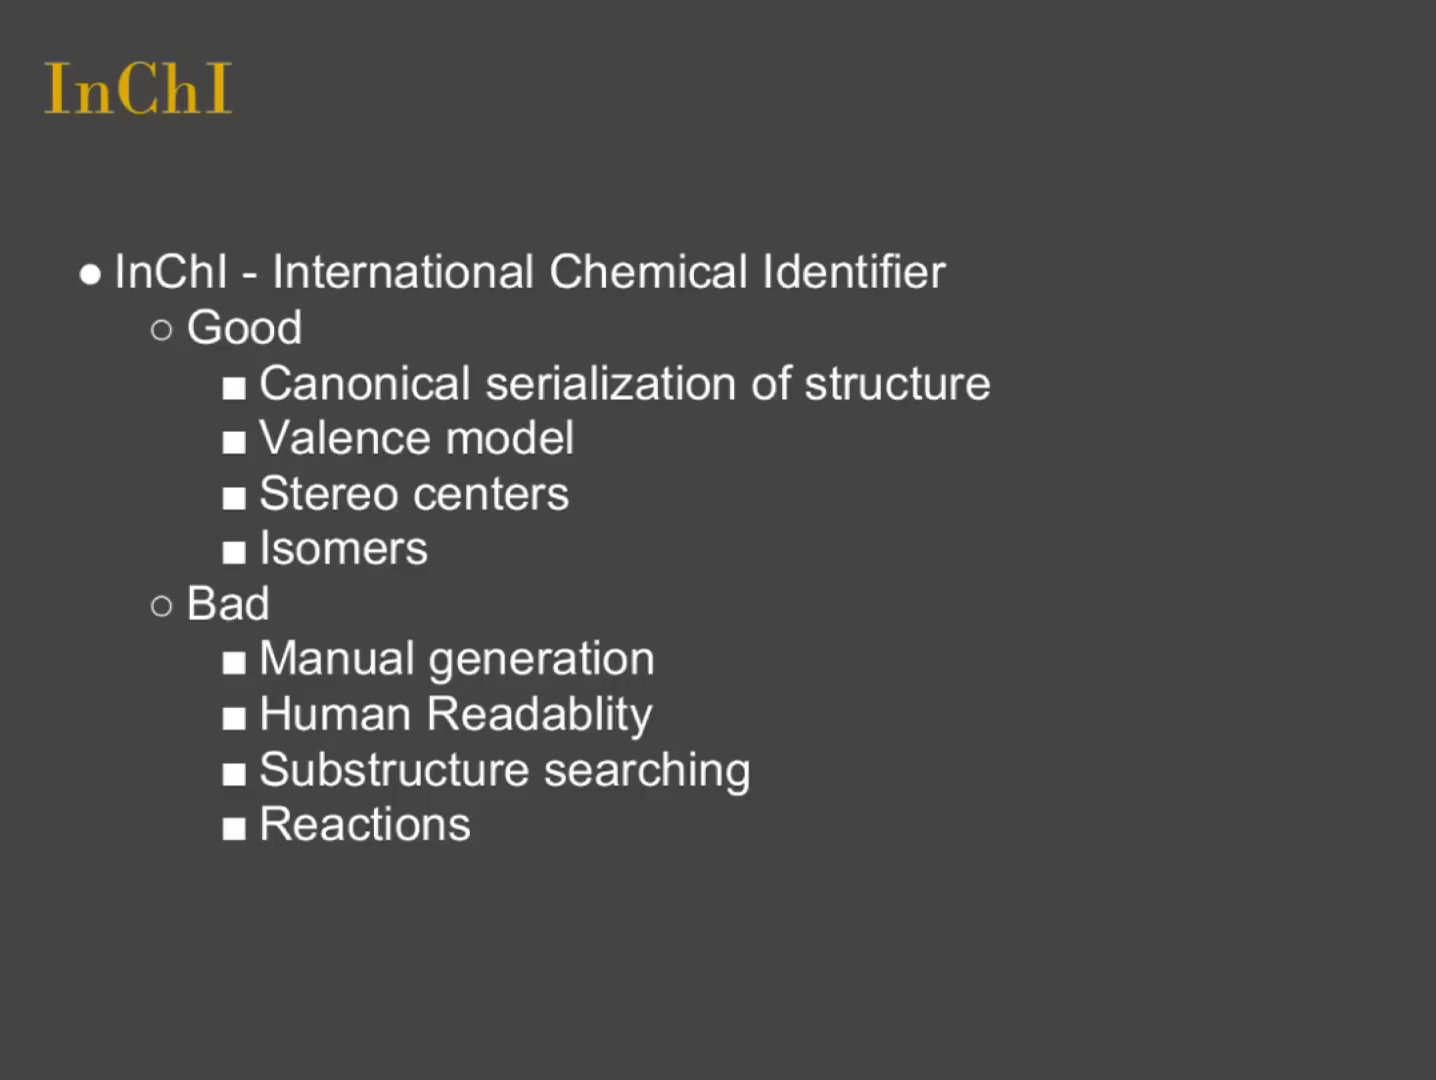 InChI
● InChI - International Chemical Identifier
○ Good
■ Canonical serialization of structure
■ Valence model
■ Stereo centers
■ Isomers
○ Bad
■ Manual generation
■ Human Readablity
■ Substructure searching
■ Reactions